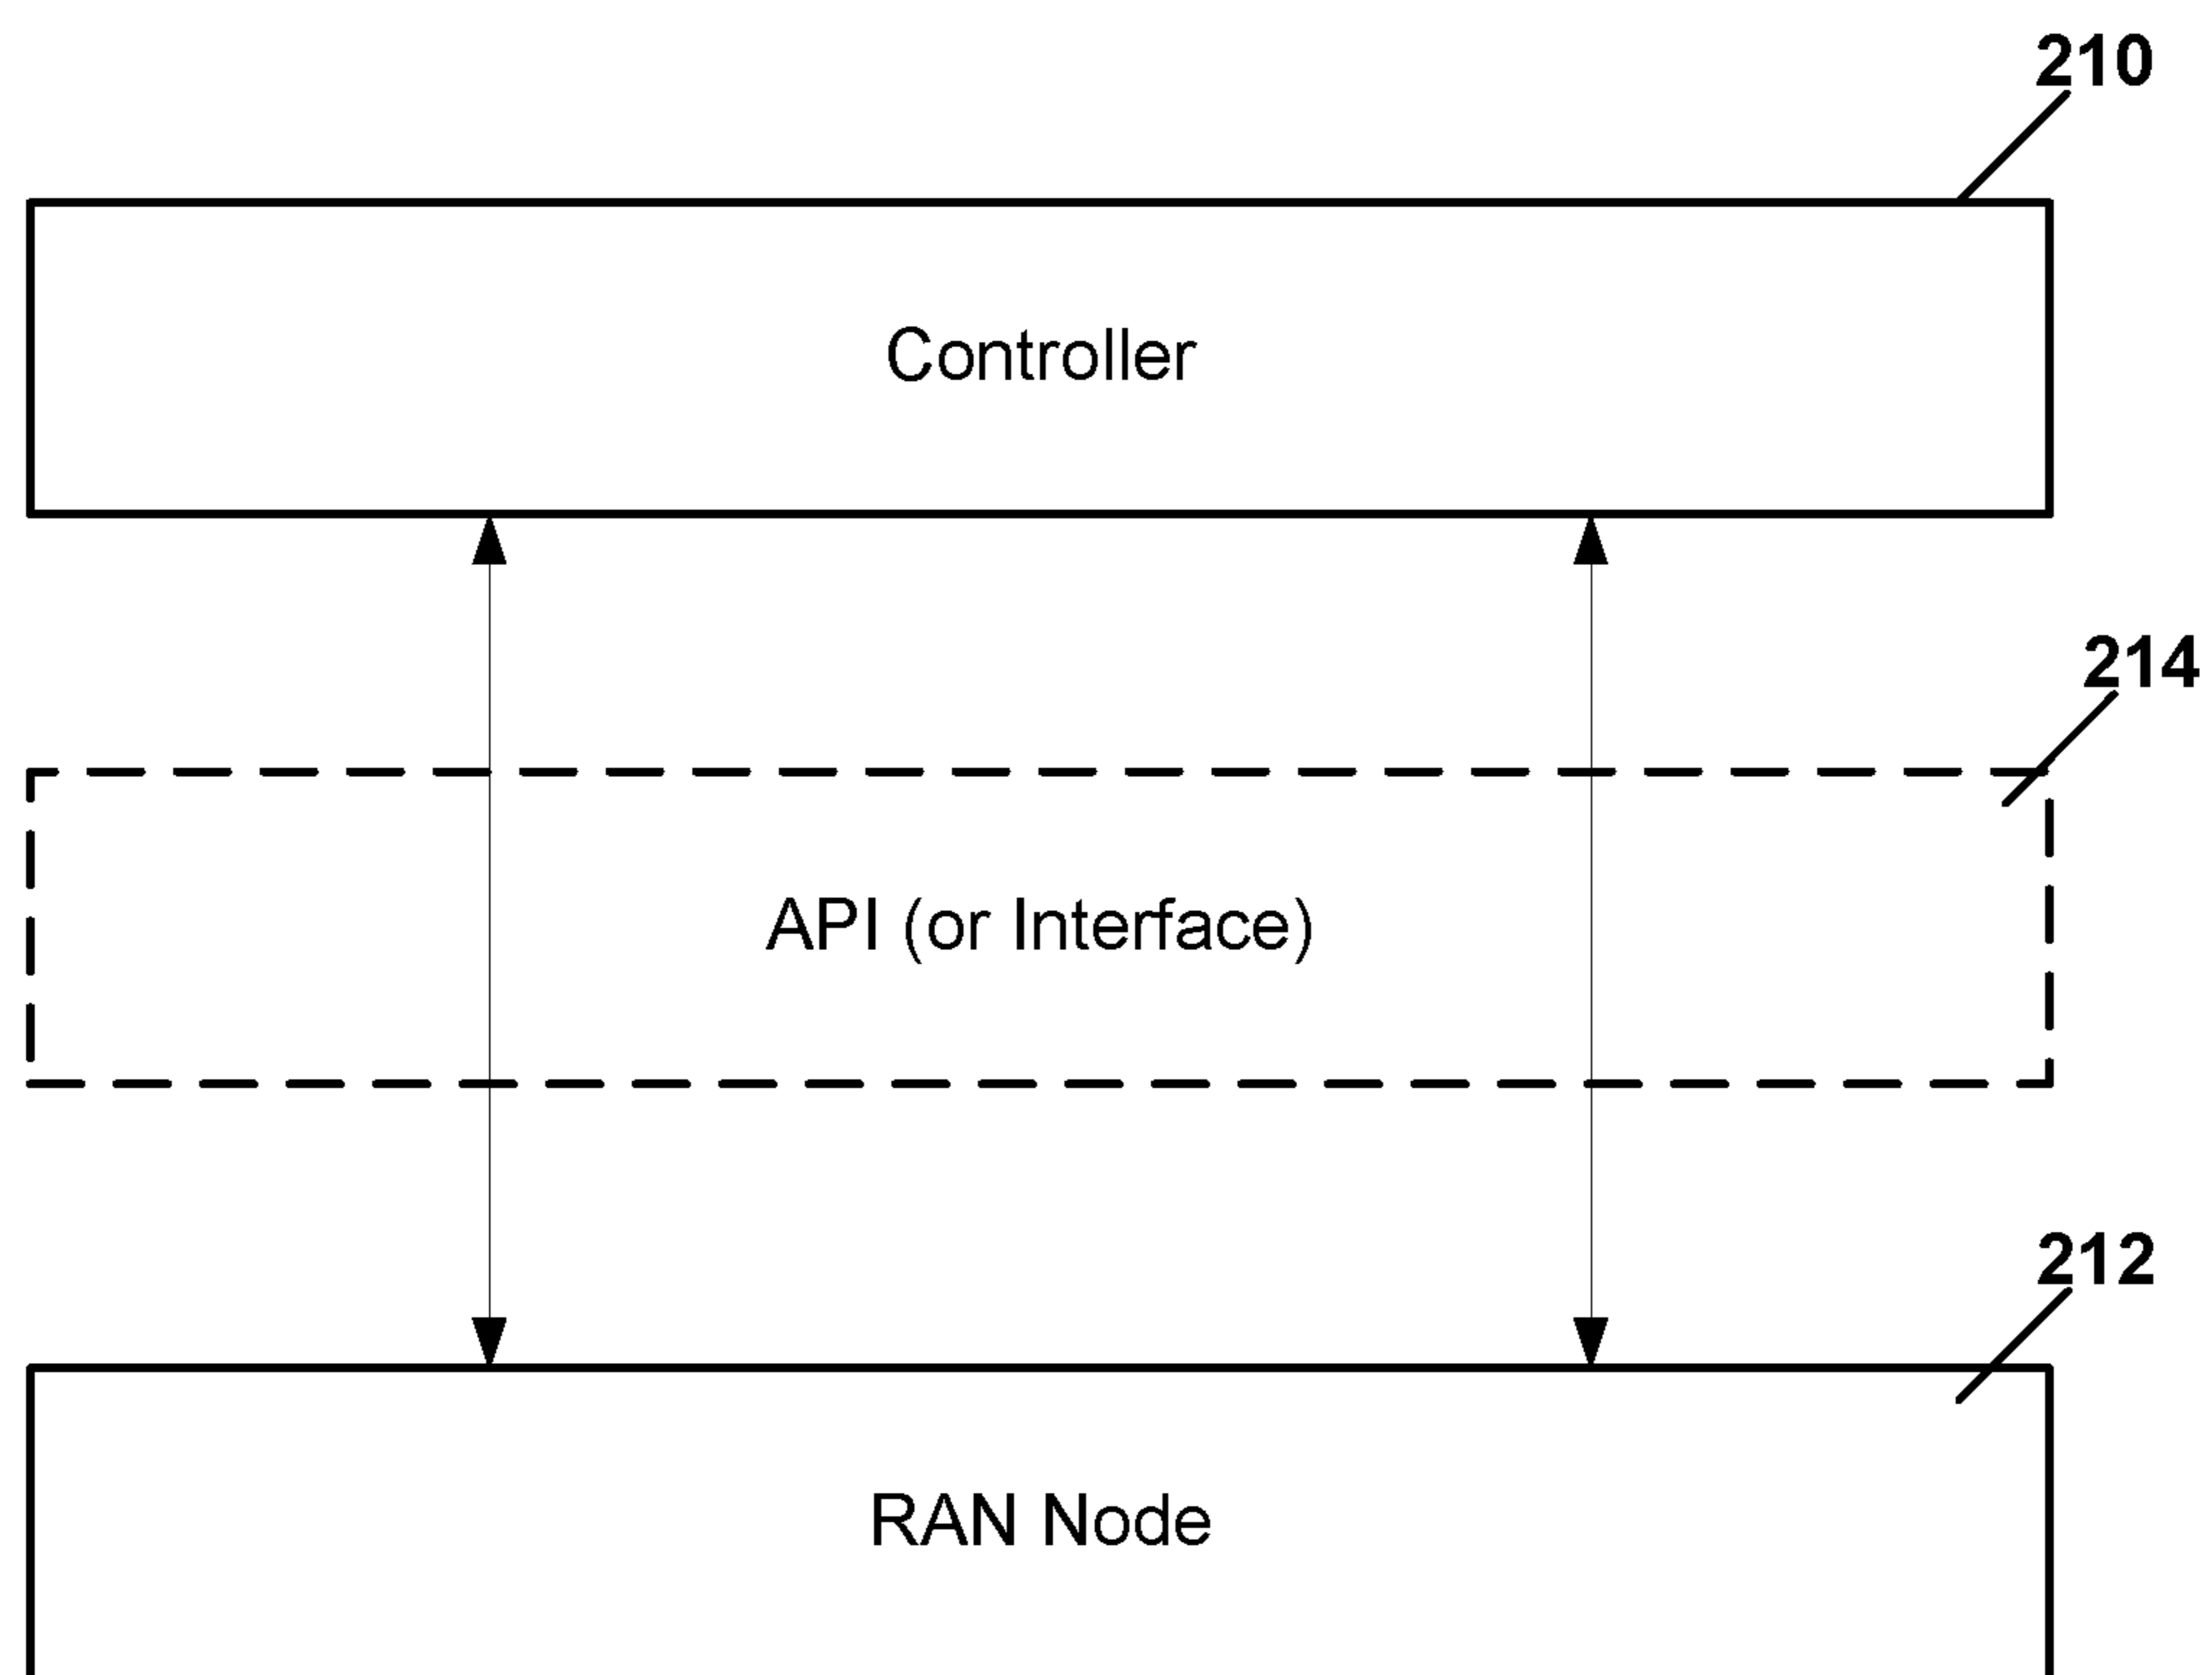 210
Controller
214
API (or Interface)
212
RAN Node